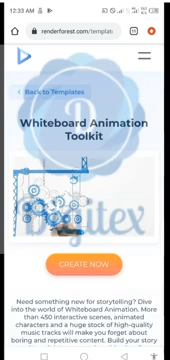 12:33 AM
renderforest.com/templat
Back to Templates
Whiteboard Animation
Toolkit
Digitex
CREATE NOW
Need something new for storytelling? Dive
into the world of Whiteboard Animation. More
than 450 interactive scenes, animated
characters and a huge stock of high-quality
music tracks will make you forget about
boring and repetitive content. Build your story